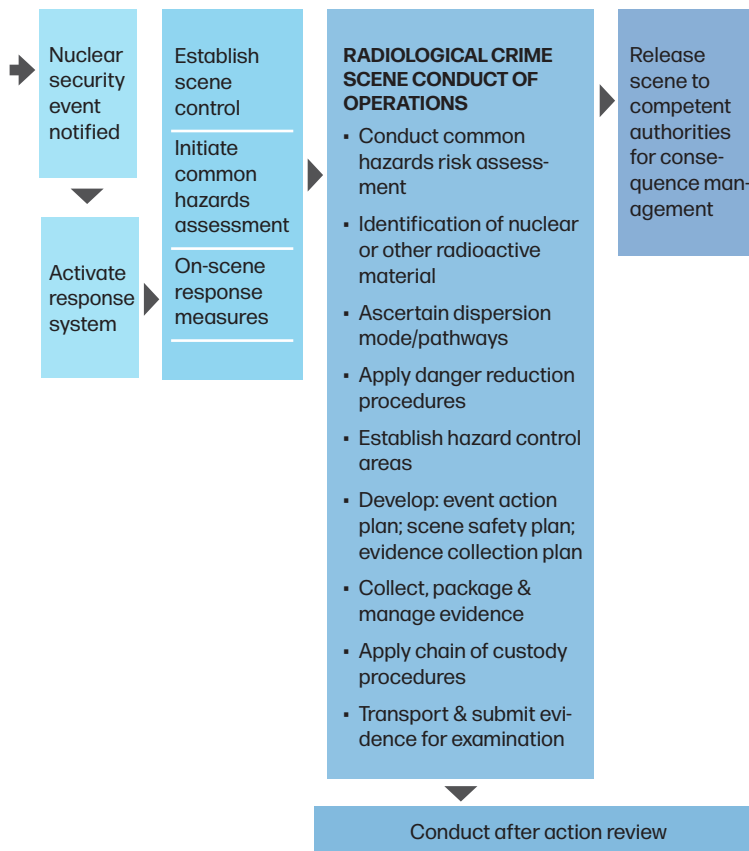 Nuclear
security
event
notified
Activate
response
system
Establish
scene
control
Initiate
common
hazards
assessment
On-scene
response
measures
RADIOLOGICAL CRIME
SCENE CONDUCT OF
OPERATIONS
▪ Conduct common
hazards risk assess-
ment
▪ Identification of nuclear
or other radioactive
material
▪ Ascertain dispersion
mode/pathways
▪ Apply danger reduction
procedures
▪ Establish hazard control
areas
▪ Develop: event action
plan; scene safety plan;
evidence collection plan
▪ Collect, package &
manage evidence
▪ Apply chain of custody
procedures
▪ Transport & submit evi-
dence for examination
Release
scene to
competent
authorities
for conse-
quence man-
agement
Conduct after action review